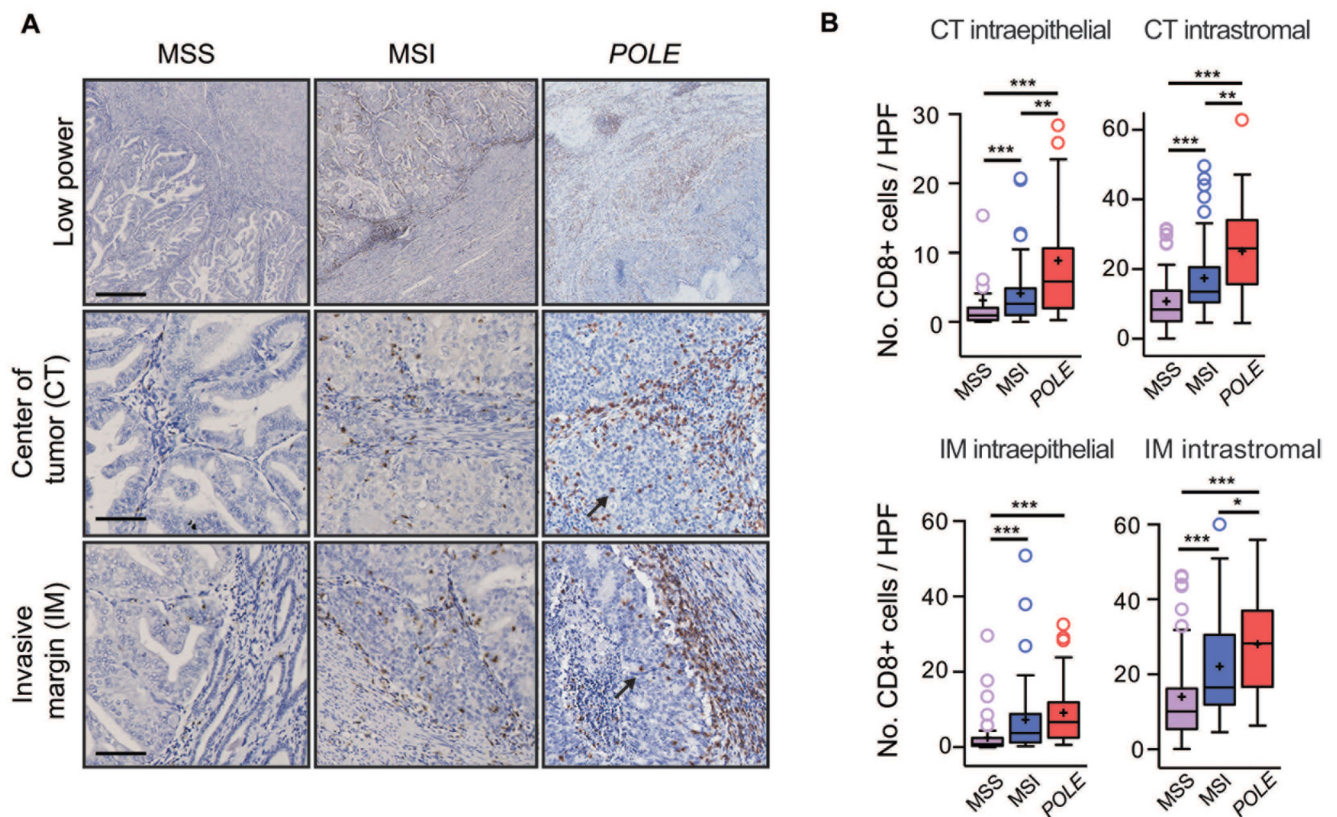 A
MSS
MSI
POLE
Low power
Center of
tumor (CT)
Invasive
margin (IM)
B
CT intraepithelial
No. CD8+ cells / HPF
30
20
10
0
***
**
***
MSS
MSI
POLE
CT intrastromal
60
40
20
0
***
**
***
MSS
MSI
POLE
IM intraepithelial
No. CD8+ cells / HPF
60
40
20
0
***
***
MSS
MSI
POLE
IM intrastromal
60
40
20
0
***
*
***
MSS
MSI
POLE